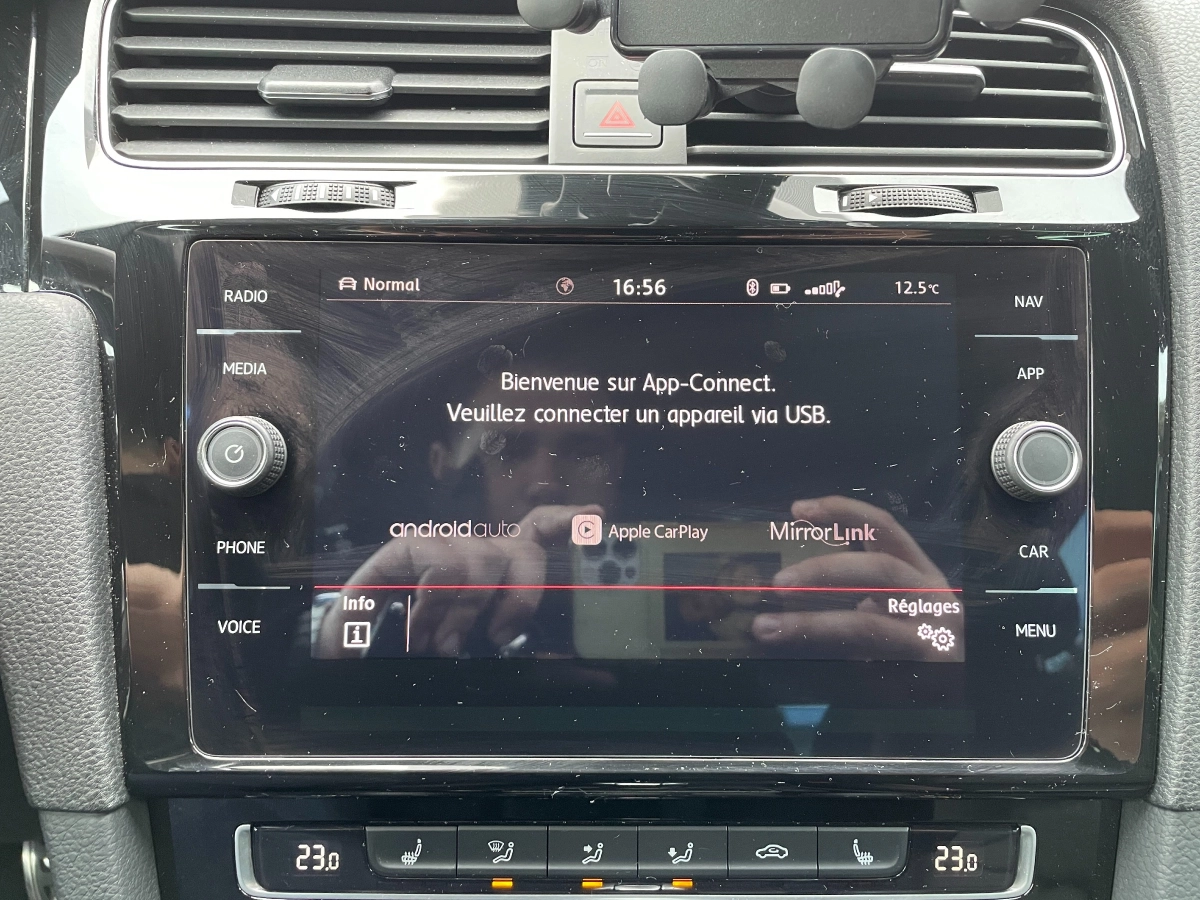 RADIO
MEDIA
PHONE
VOICE
Normal
16:56
12.5°C
Bienvenue sur App-Connect.
Veuillez connecter un appareil via USB.
androidauto
Apple CarPlay
MirrorLink
Info
i
Réglages
NAV
APP
CAR
MENU
23.0
23.0